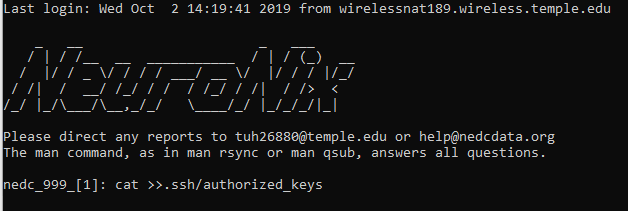 Last login: Wed Oct  2 14:19:41 2019 from wirelessnat189.wireless.temple.edu
NeuroNix
Please direct any reports to tuh26880@temple.edu or help@nedcdata.org
The man command, as in man rsync or man qsub, answers all questions.
nedc_999_[1]: cat >>.ssh/authorized_keys